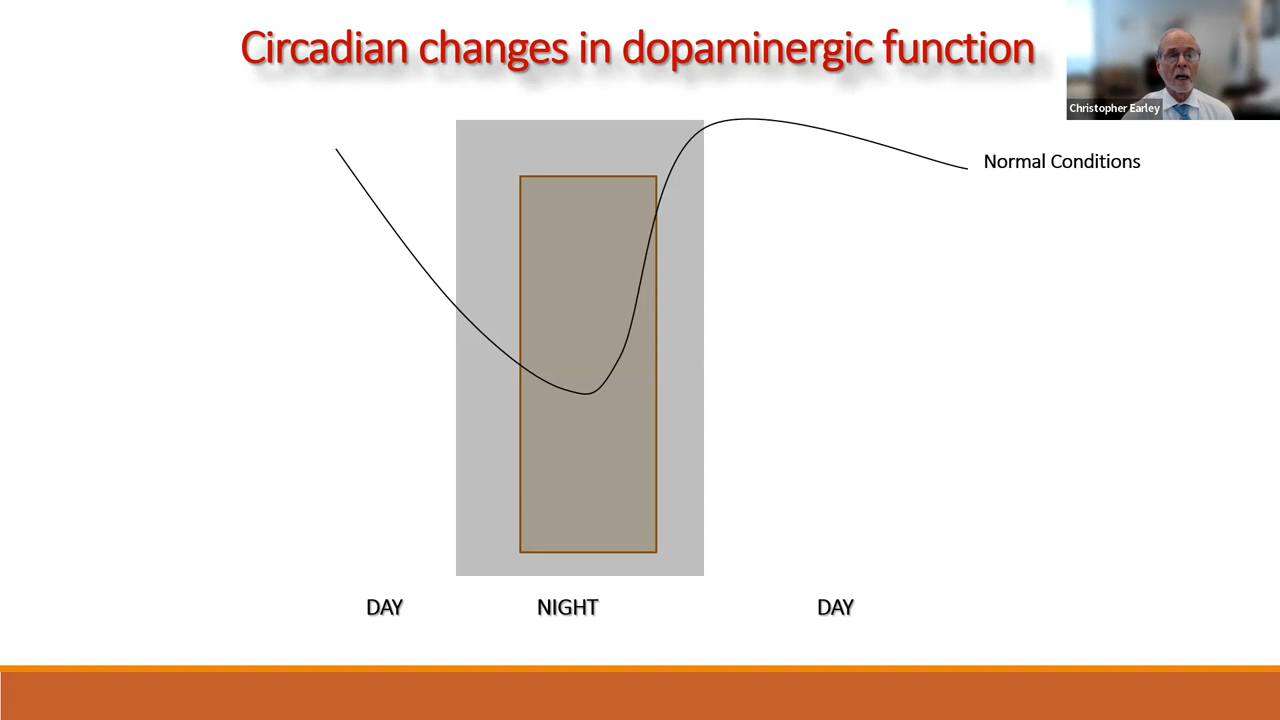 Circadian changes in dopaminergic function
Christopher Earley
Normal Conditions
DAY
NIGHT
DAY